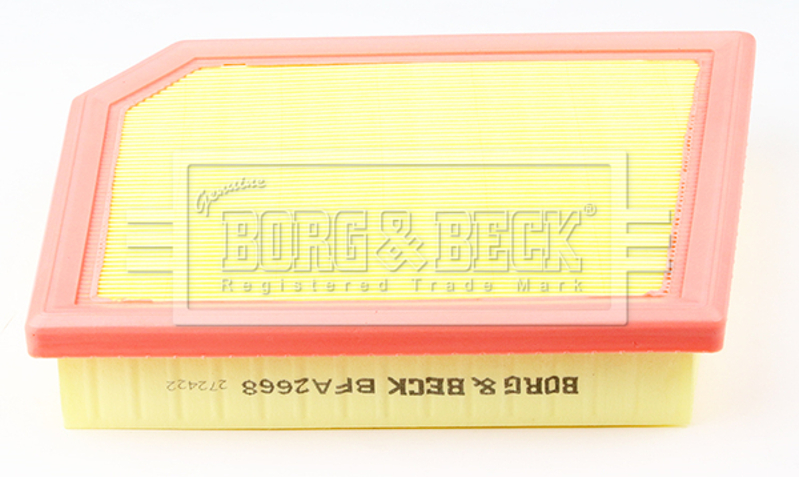 Genuine
BORG & BECK®
Registered Trade Mark
BORG & BECK BFA2668 272422